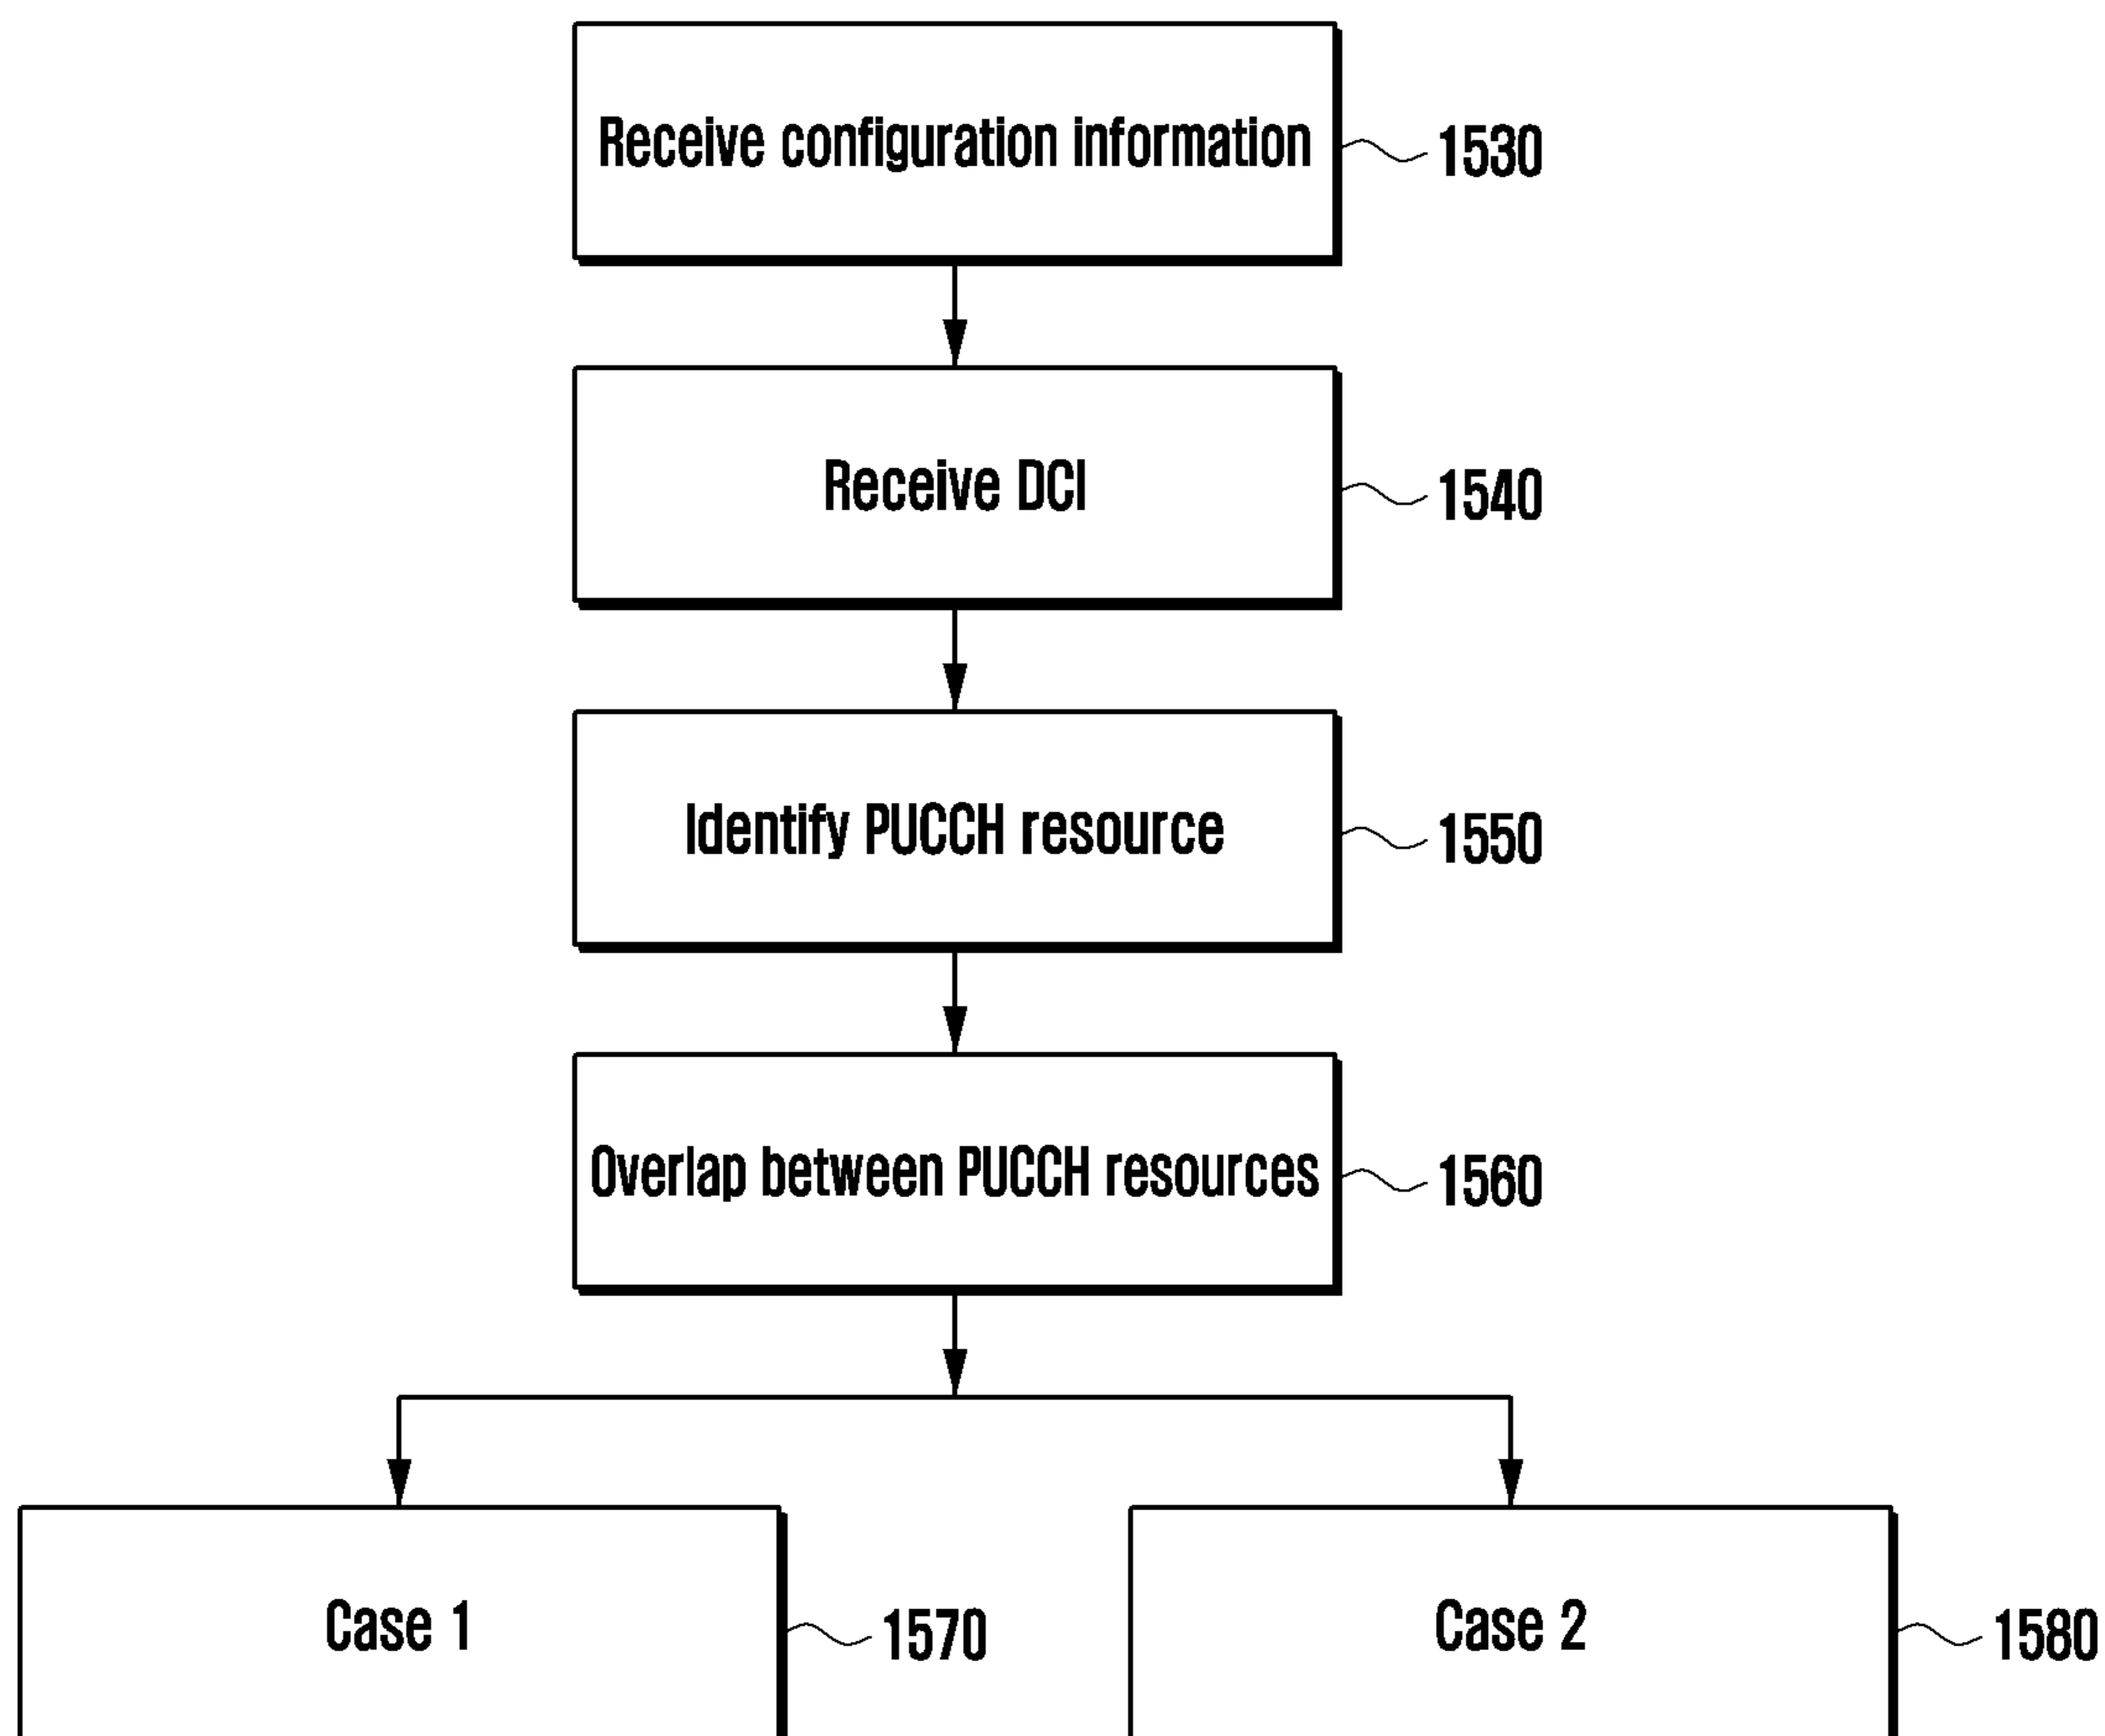 Receive configuration information
1530
Receive DCI
1540
Identify PUCCH resource
1550
Overlap between PUCCH resources
1560
Case 1
1570
Case 2
1580